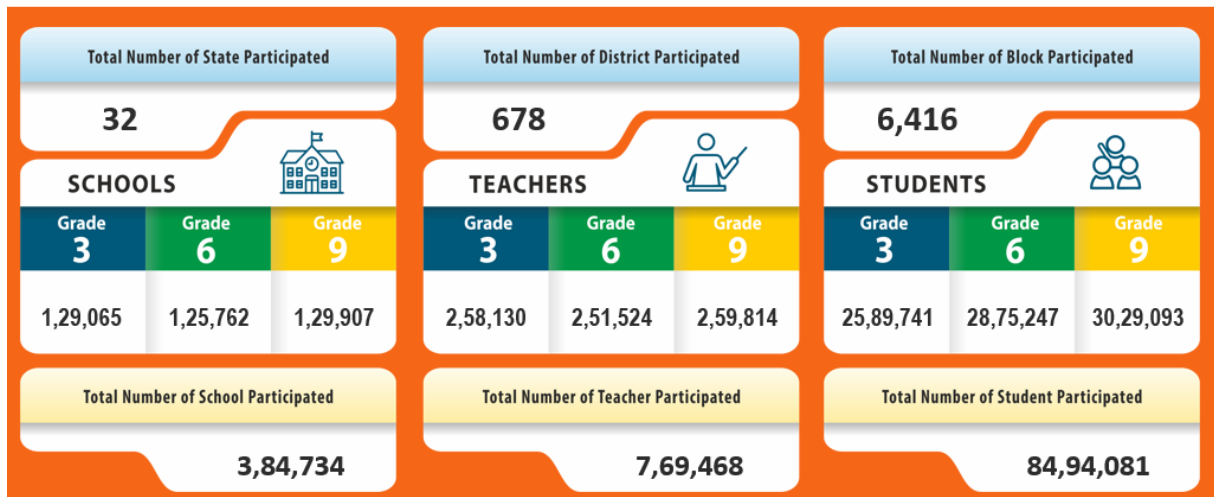 Total Number of State Participated
32
Total Number of District Participated
678
Total Number of Block Participated
6,416
SCHOOLS
Grade
3
Grade
6
Grade
9
1,29,065
1,25,762
1,29,907
TEACHERS
Grade
3
Grade
6
Grade
9
2,58,130
2,51,524
2,59,814
STUDENTS
Grade
3
Grade
6
Grade
9
25,89,741
28,75,247
30,29,093
Total Number of School Participated
3,84,734
Total Number of Teacher Participated
7,69,468
Total Number of Student Participated
84,94,081